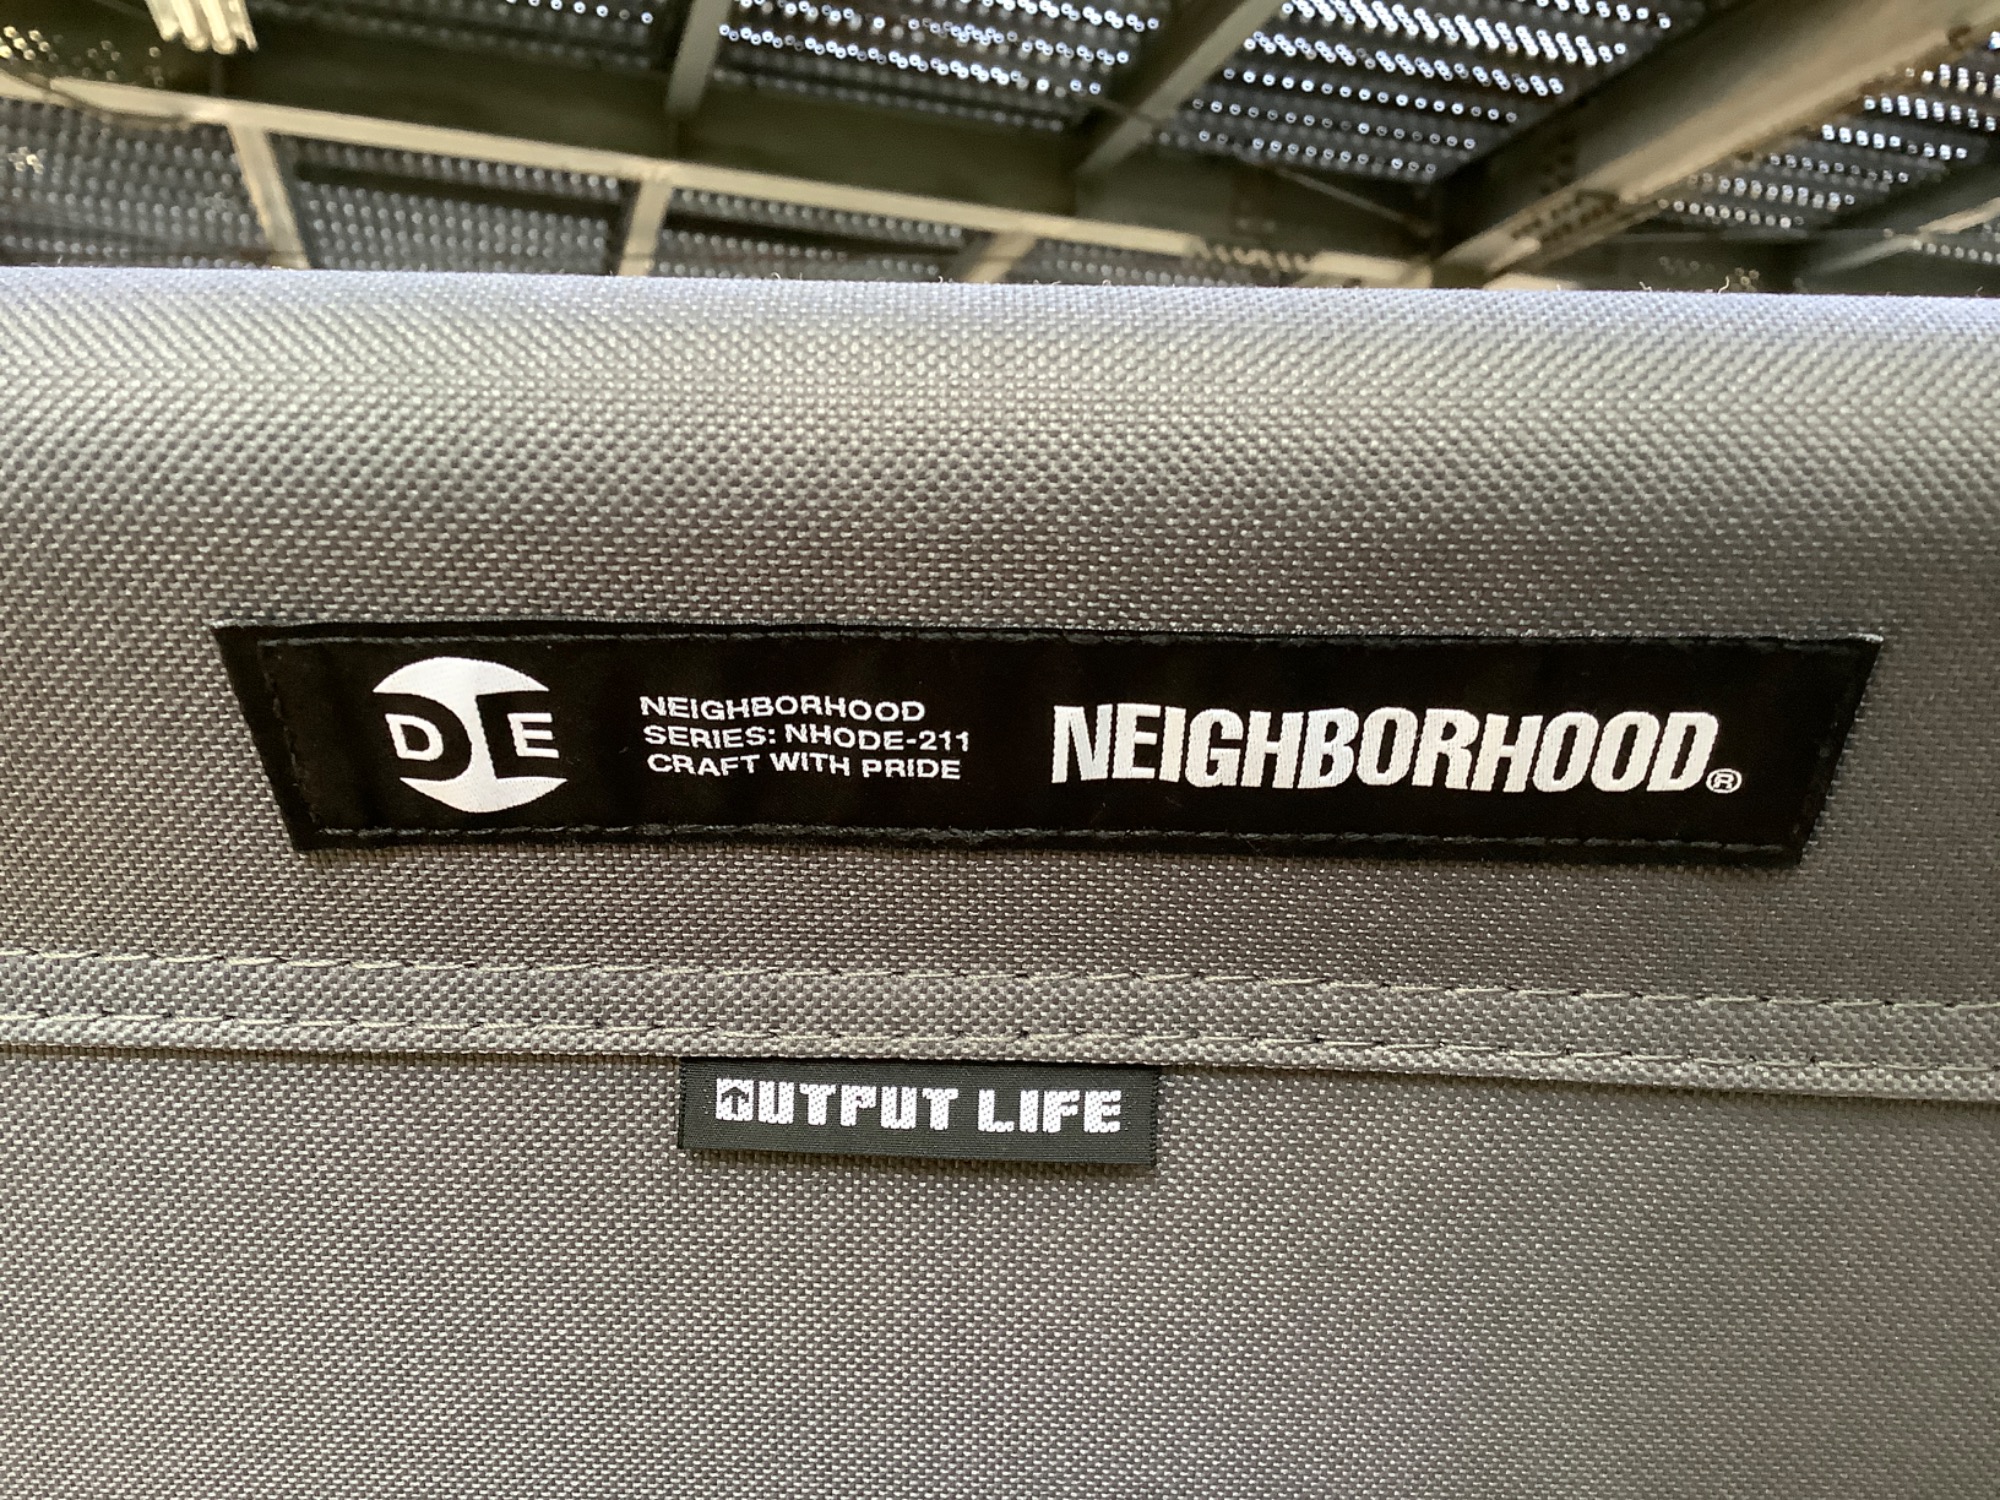 DE
NEIGHBORHOOD
SERIES: NHODE-211
CRAFT WITH PRIDE
NEIGHBORHOOD®
OUTPUT LIFE